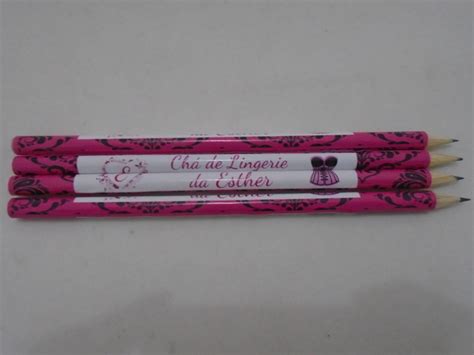 Chá de Lingerie
da Esther
E